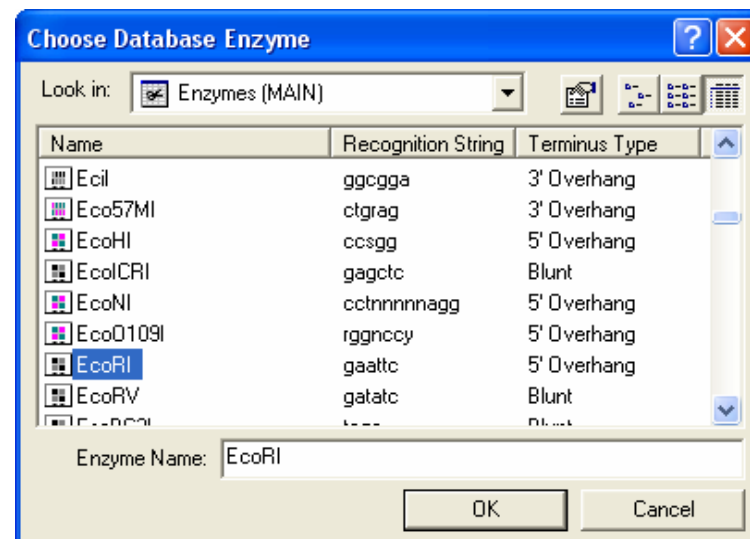 Choose Database Enzyme
Look in: Enzymes (MAIN)
Name Recognition String Terminus Type
EciI ggcgga 3' Overhang
Eco57MI ctgrag 3' Overhang
EcoHI ccsgg 5' Overhang
EcoICRI gagctc Blunt
EcoNI cctnnnnnagg 5' Overhang
EcoO109I rggnccy 5' Overhang
EcoRI gaattc 5' Overhang
EcoRV gatatc Blunt
Enzyme Name: EcoRI
OK Cancel